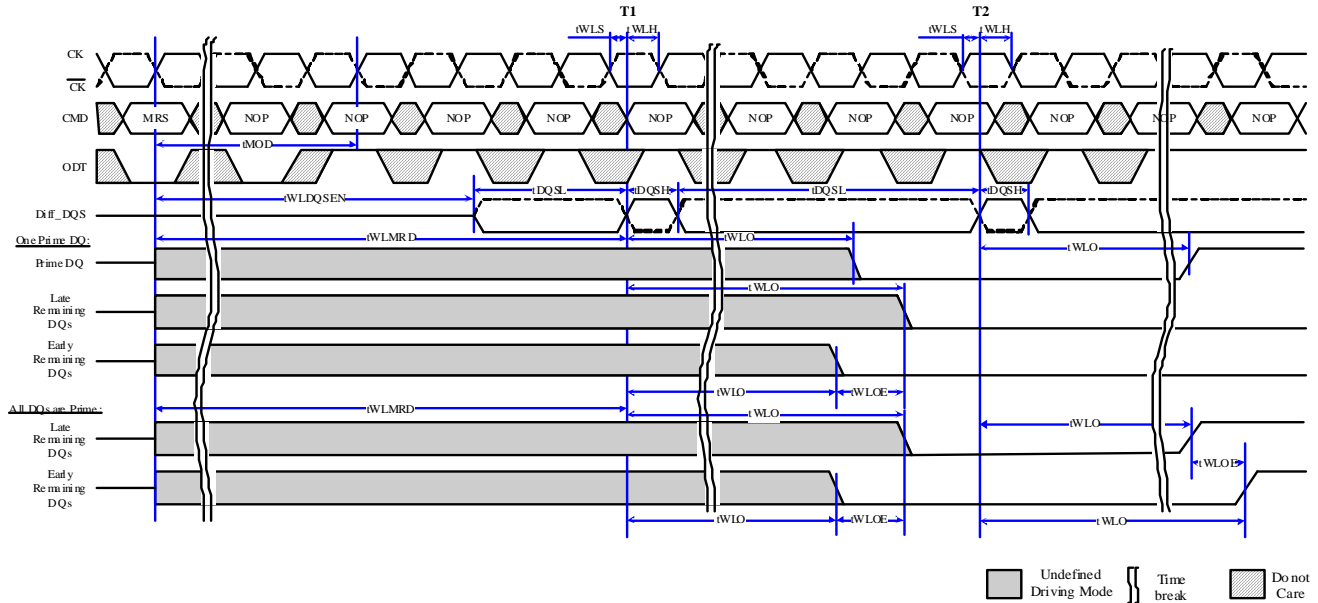 T1 T2
tWLS tWLH tWLS tWLH
CK
CK
CMD MRS NOP NOP NOP NOP NOP NOP NOP NOP NOP NOP NOP
tMOD
ODT
tWLDQSEN tDQSL tDQSH tDQSL tDQSH
Diff_DQS
One Prime DQ: tWLMRD tWLO tWLO
Prime DQ
Late
Remaining
DQs
tWLO
Early
Remaining
DQs
tWLO tWLOE
All DQs are Prime: tWLMRD tWLO tWLO
Late
Remaining
DQs
tWLOE
Early
Remaining
DQs
tWLO tWLOE tWLO
Undefined
Driving Mode
Time
break
Do not
Care